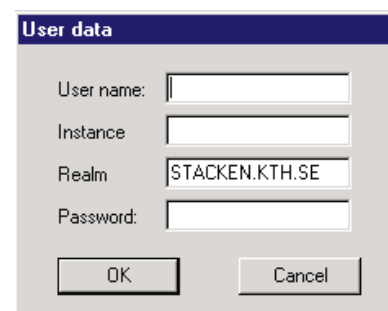 User data
User name:
Instance
Realm STACKEN.KTH.SE
Password:
OK Cancel